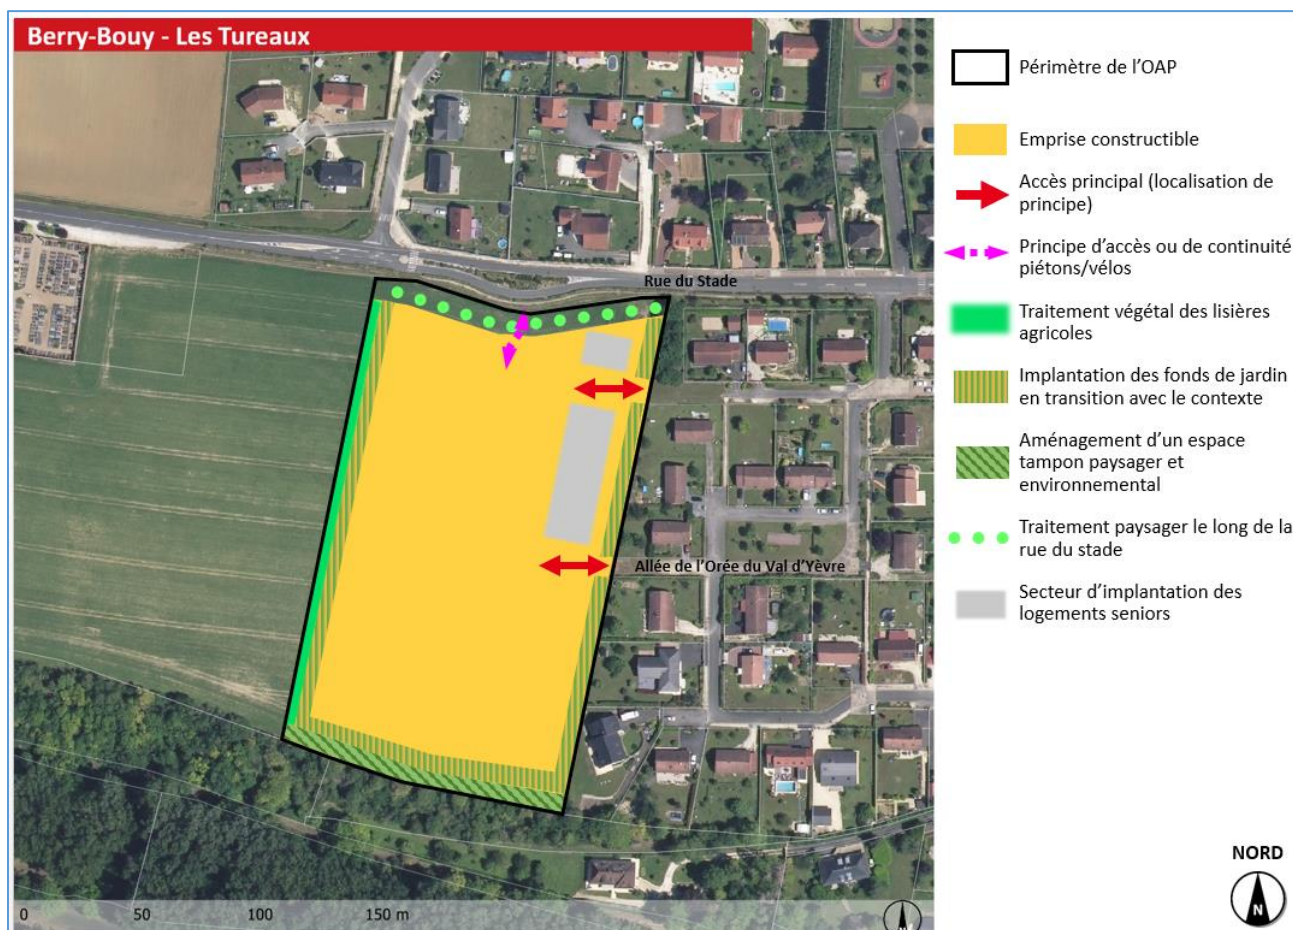 Berry-Bouy - Les Tureaux
Rue du Stade
Allée de l'Orée du Val d'Yèvre
0 50 100 150 m
N
Périmètre de l'OAP
Emprise constructible
Accès principal (localisation de
principe)
Principe d'accès ou de continuité
piétons/vélos
Traitement végétal des lisières
agricoles
Implantation des fonds de jardin
en transition avec le contexte
Aménagement d'un espace
tampon paysager et
environnemental
Traitement paysager le long de la
rue du stade
Secteur d'implantation des
logements seniors
NORD
N